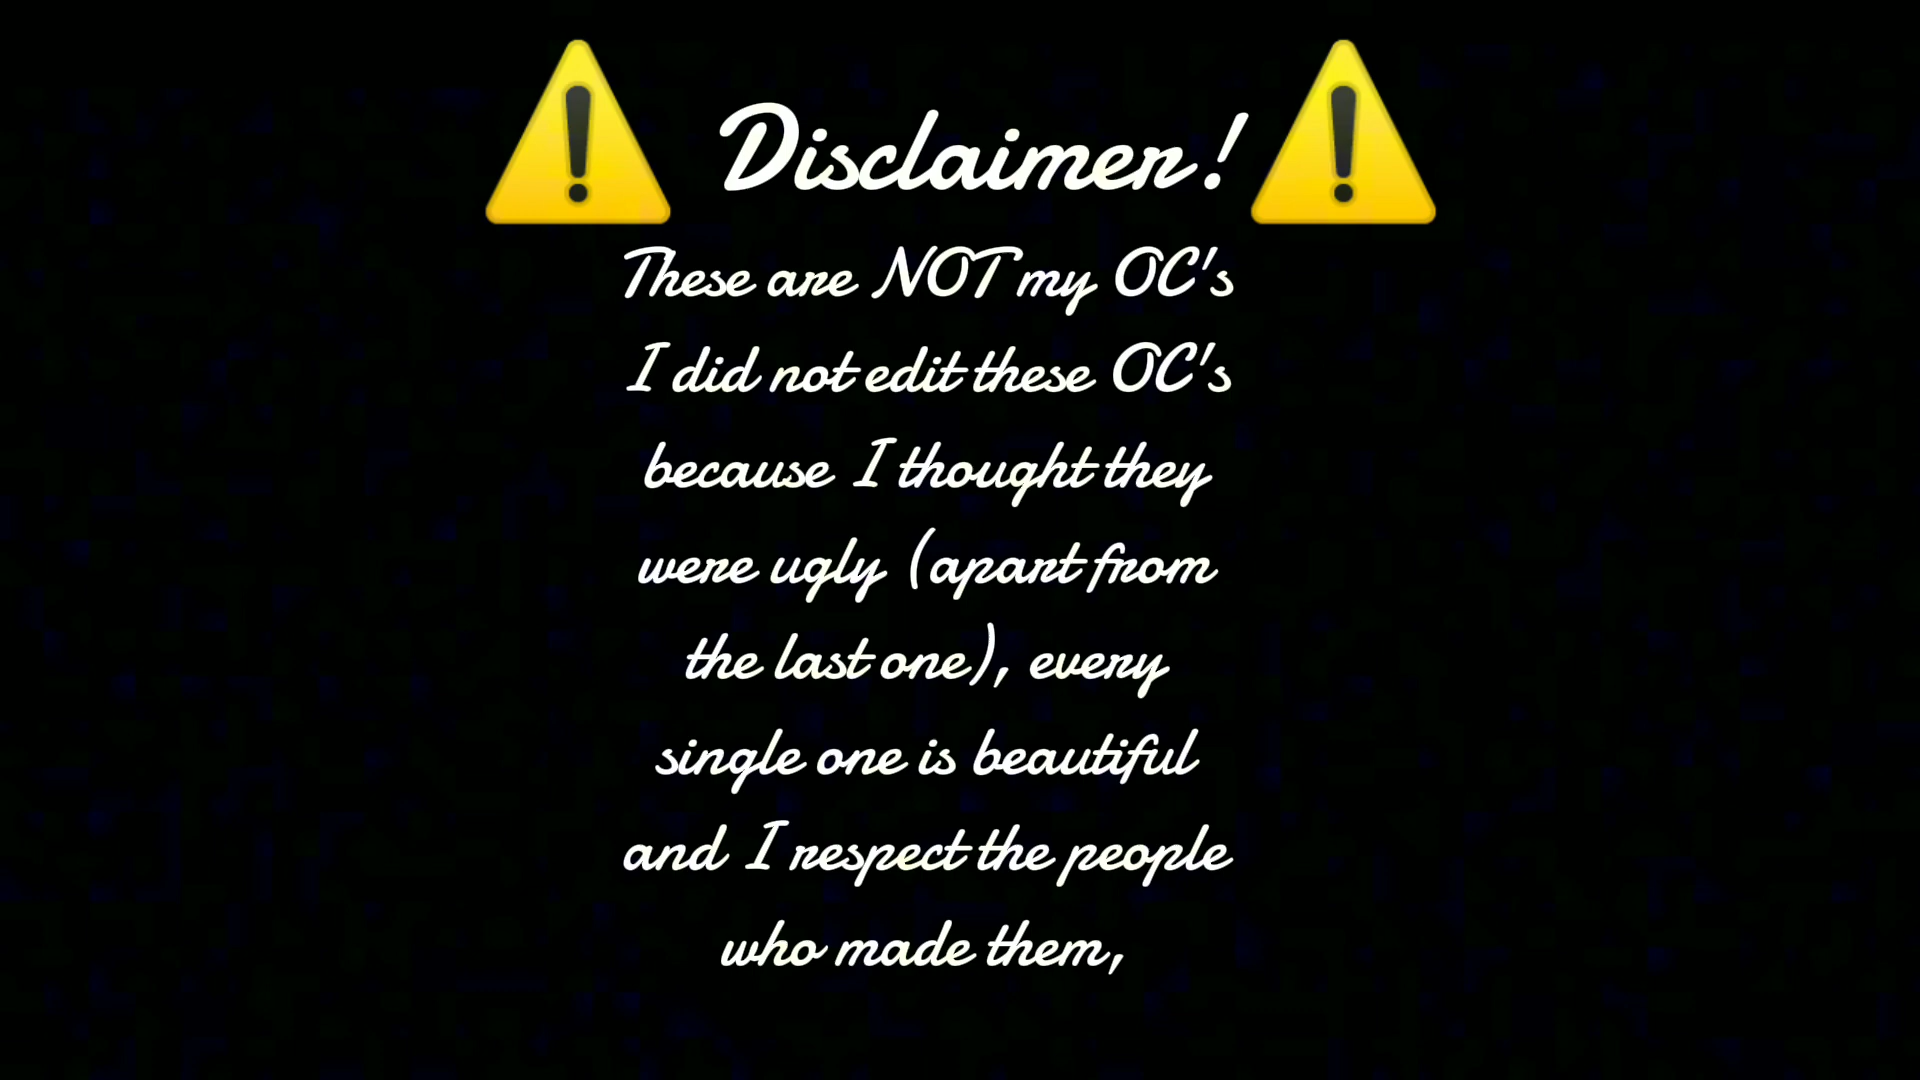 ⚠️ Disclaimer! ⚠️
These are NOT my OC's
I did not edit these OC's
because I thought they
were ugly (apart from
the last one), every
single one is beautiful
and I respect the people
who made them,